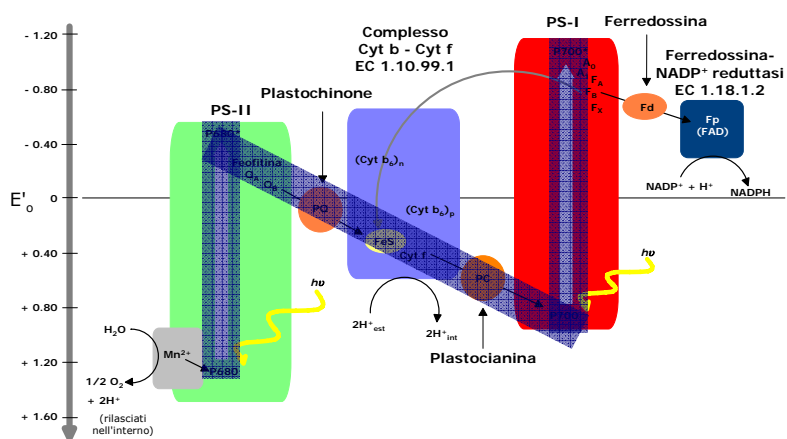 PS-I
Ferredossina
- 1.20
Complesso
Cyt b - Cyt f
EC 1.10.99.1
P700*
Ferredossina-
NADP+ reduttasi
EC 1.18.1.2
A0
- 0.80
Plastochinone
FA
FB
FX
Fd
Fp
(FAD)
PS-II
P680*
- 0.40
Feofitina
QA
QB
(Cyt b6)n
NADP+ + H+
NADPH
E'o
0
PQ
(Cyt b6)p
FeS
Cyt f
+ 0.40
PC
hν
hν
+ 0.80
H2O
2H+est
2H+int
Plastocianina
Mn2+
P680
+ 1.20
1/2 O2
+ 2H+
(rilasciati
nell'interno)
+ 1.60